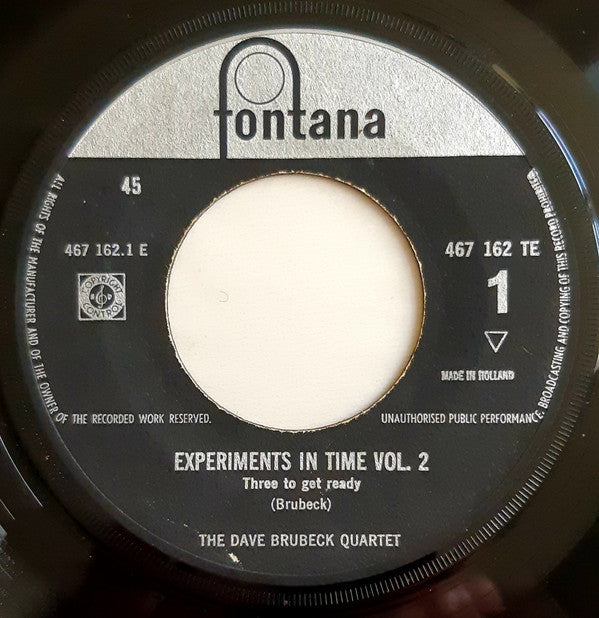 fontana
45
467 162.1 E
467 162 TE
COPYRIGHT
CONTROL
1
MADE IN HOLLAND
ALL RIGHTS OF THE MANUFACTURER AND OF THE OWNER OF THE RECORDED WORK RESERVED.
UNAUTHORISED PUBLIC PERFORMANCE, BROADCASTING AND COPYING OF THIS RECORD PROHIBITED
EXPERIMENTS IN TIME VOL. 2
Three to get ready
(Brubeck)
THE DAVE BRUBECK QUARTET